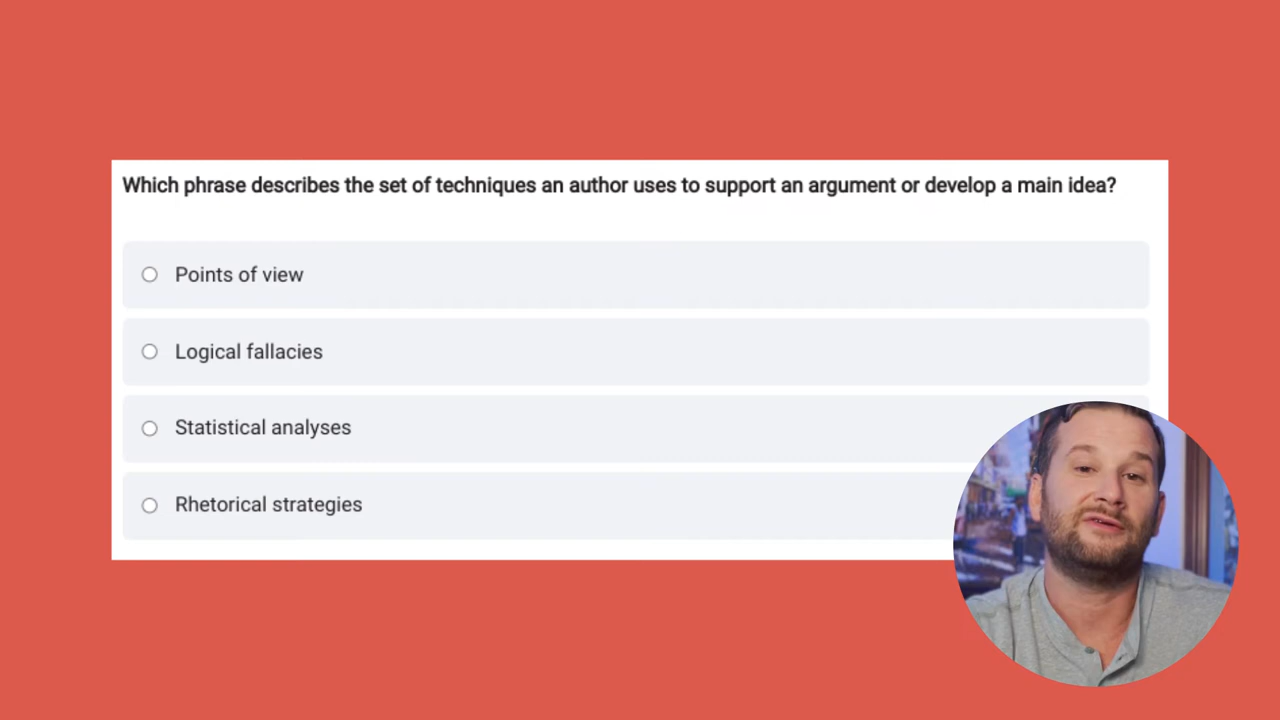 Which phrase describes the set of techniques an author uses to support an argument or develop a main idea?
Points of view
Logical fallacies
Statistical analyses
Rhetorical strategies